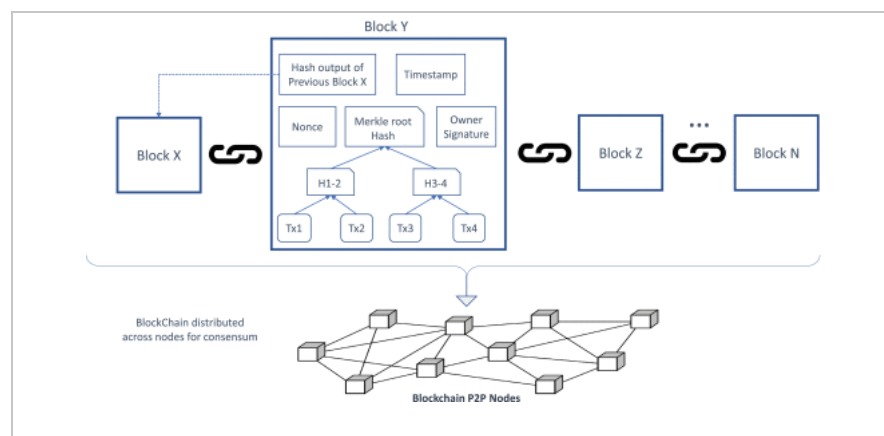 Block Y
Hash output of
Previous Block X
Timestamp
Nonce
Merkle root
Hash
Owner
Signature
Block X
Block Z
...
Block N
H1-2
H3-4
Tx1
Tx2
Tx3
Tx4
BlockChain distributed
across nodes for consensum
Blockchain P2P Nodes